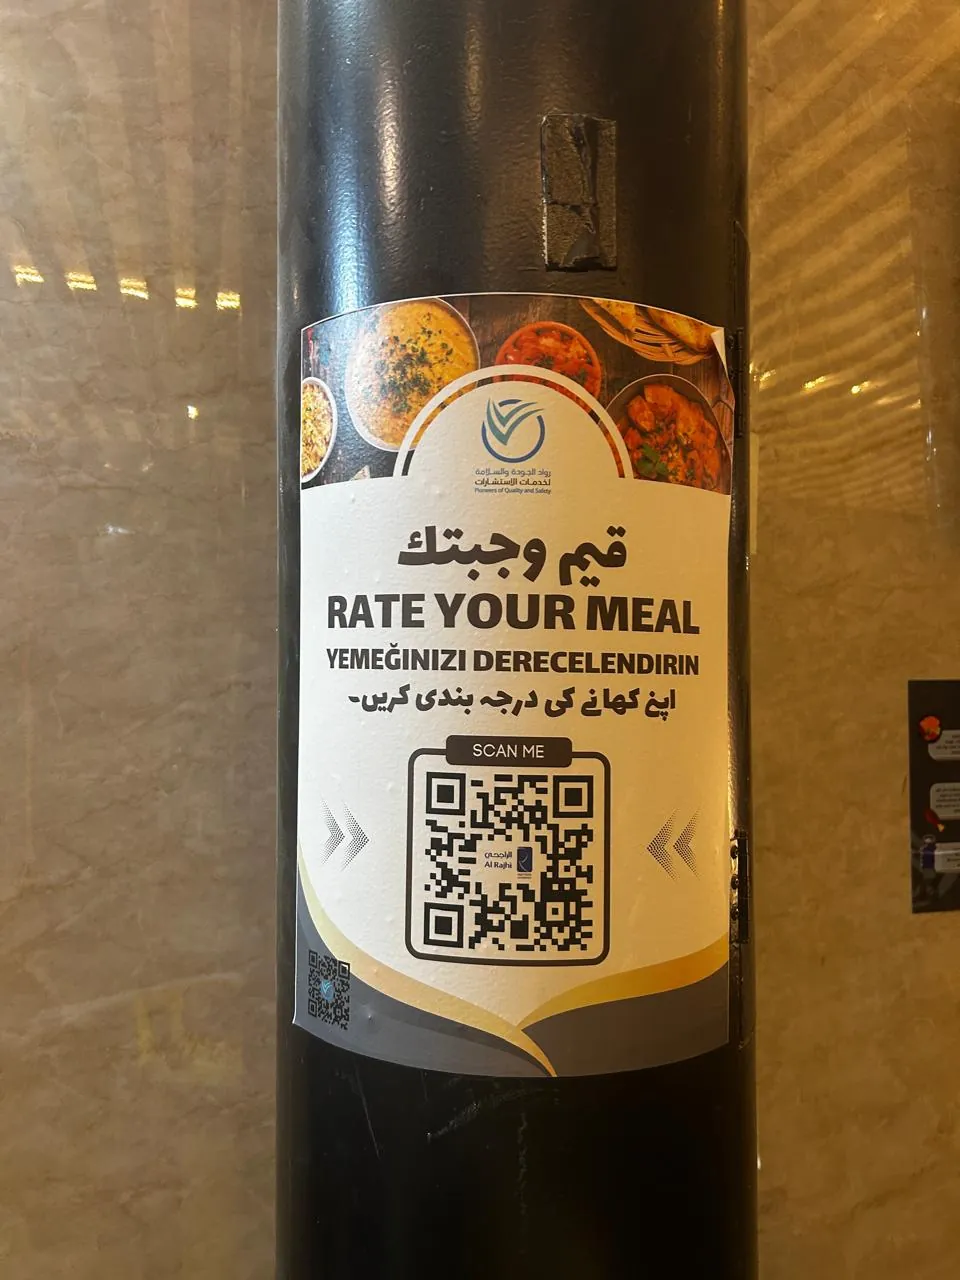 رواد الجودة والسلامة
لخدمات الاستشارات
Pioneers of Quality and Safety
قيم وجبتك
RATE YOUR MEAL
YEMEĞINIZI DERECELENDIRIN
اپنے کھانے کی درجہ بندی کریں۔
SCAN ME
الراجحي
Al Rajhi